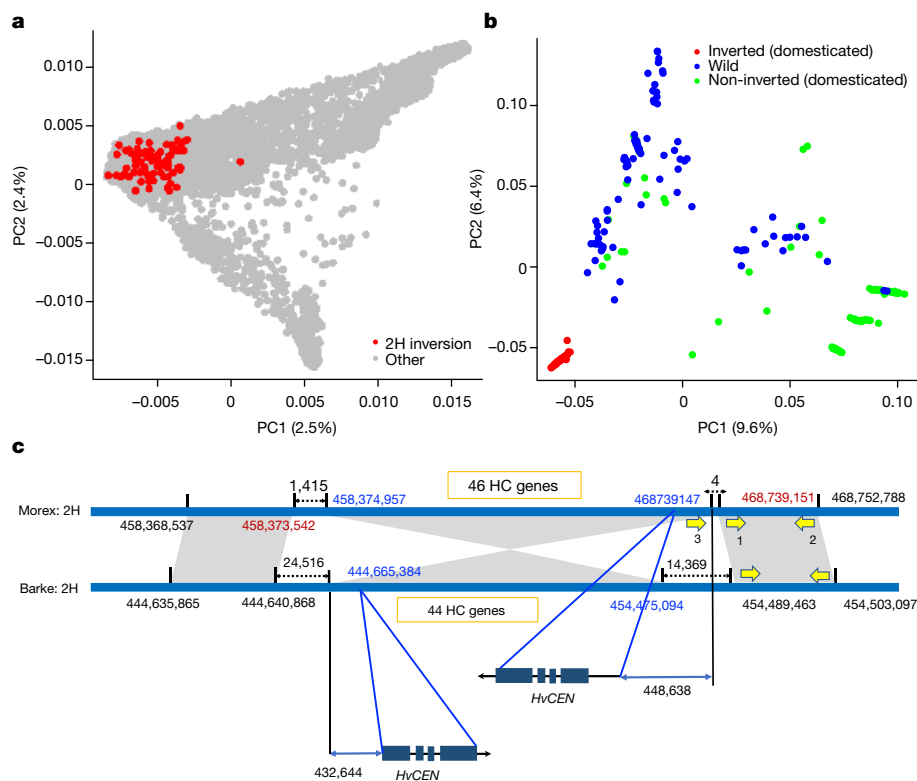 a
b
0.010
0.005
0
−0.005
−0.010
−0.015
PC2 (2.4%)
2H inversion
Other
−0.005
0
0.005
0.010
0.015
PC1 (2.5%)
Inverted (domesticated)
Wild
Non-inverted (domesticated)
0.10
0.05
0
−0.05
PC2 (6.4%)
−0.05
0
0.05
0.10
PC1 (9.6%)
c
1,415
458,374,957
46 HC genes
468739147
4
468,739,151
468,752,788
Morex: 2H
458,368,537
458,373,542
3
1
2
24,516
444,665,384
14,369
Barke: 2H
444,635,865
444,640,868
44 HC genes
454,475,094
454,489,463
454,503,097
HvCEN
448,638
432,644
HvCEN